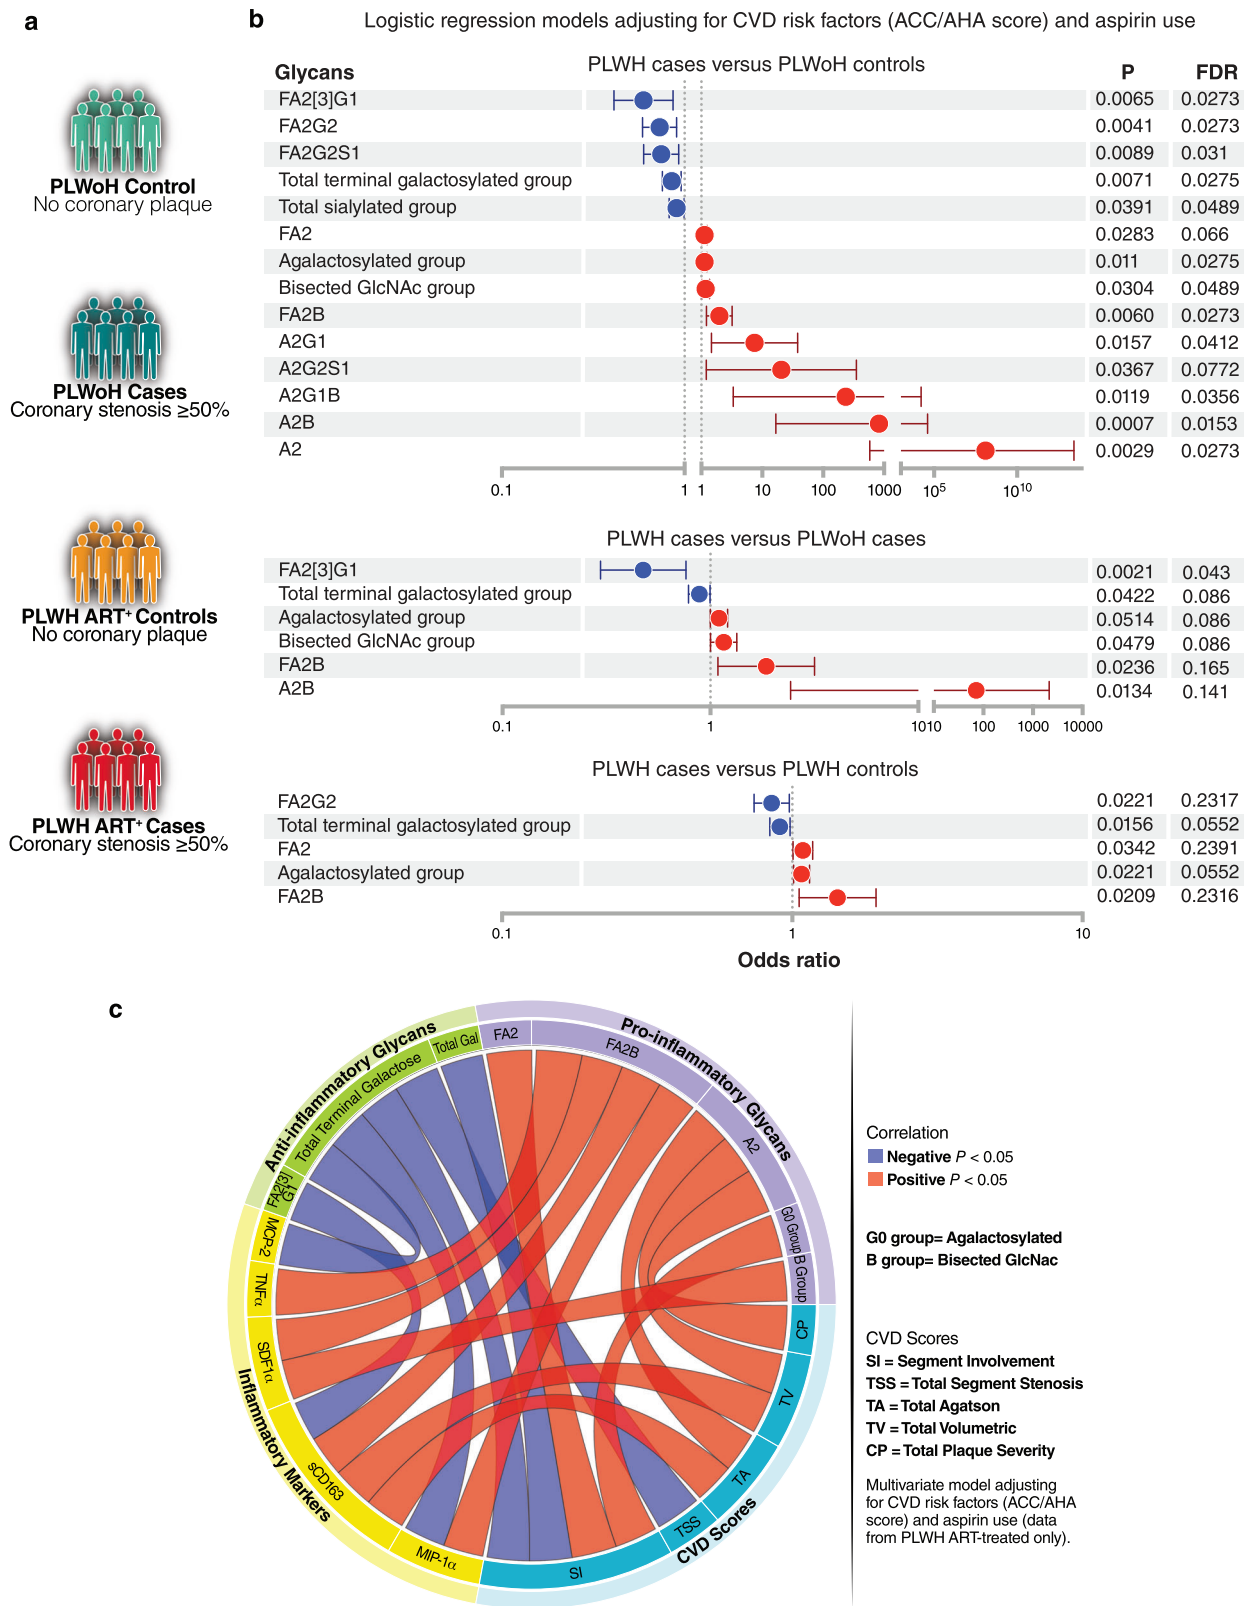 a
PLWoH Control
No coronary plaque
PLWoH Cases
Coronary stenosis ≥50%
PLWH ART+ Controls
No coronary plaque
PLWH ART+ Cases
Coronary stenosis ≥50%
b
Logistic regression models adjusting for CVD risk factors (ACC/AHA score) and aspirin use
PLWH cases versus PLWoH controls
Glycans P FDR
FA2[3]G1 0.0065 0.0273
FA2G2 0.0041 0.0273
FA2G2S1 0.0089 0.031
Total terminal galactosylated group 0.0071 0.0275
Total sialylated group 0.0391 0.0489
FA2 0.0283 0.066
Agalactosylated group 0.011 0.0275
Bisected GlcNAc group 0.0304 0.0489
FA2B 0.0060 0.0273
A2G1 0.0157 0.0412
A2G2S1 0.0367 0.0772
A2G1B 0.0119 0.0356
A2B 0.0007 0.0153
A2 0.0029 0.0273
0.1 1 1 10 100 1000 10⁵ 10¹⁰
PLWH cases versus PLWoH cases
FA2[3]G1 0.0021 0.043
Total terminal galactosylated group 0.0422 0.086
Agalactosylated group 0.0514 0.086
Bisected GlcNAc group 0.0479 0.086
FA2B 0.0236 0.165
A2B 0.0134 0.141
0.1 1 10 10 100 1000 10000
PLWH cases versus PLWH controls
FA2G2 0.0221 0.2317
Total terminal galactosylated group 0.0156 0.0552
FA2 0.0342 0.2391
Agalactosylated group 0.0221 0.0552
FA2B 0.0209 0.2316
0.1 1 10
Odds ratio
c
Anti-inflammatory Glycans
Pro-inflammatory Glycans
Inflammatory Markers
CVD Scores
FA2
FA2B
A2
G0 Group
B Group
CP
TV
TA
TSS
SI
MIP-1α
sCD163
SDF1α
TNFα
MCP-2
FA2[3]
G1
Total Terminal Galactose
Total Gal
Correlation
Negative P < 0.05
Positive P < 0.05
G0 group= Agalactosylated
B group= Bisected GlcNac
CVD Scores
SI = Segment Involvement
TSS = Total Segment Stenosis
TA = Total Agatson
TV = Total Volumetric
CP = Total Plaque Severity
Multivariate model adjusting
for CVD risk factors (ACC/AHA
score) and aspirin use (data
from PLWH ART-treated only).